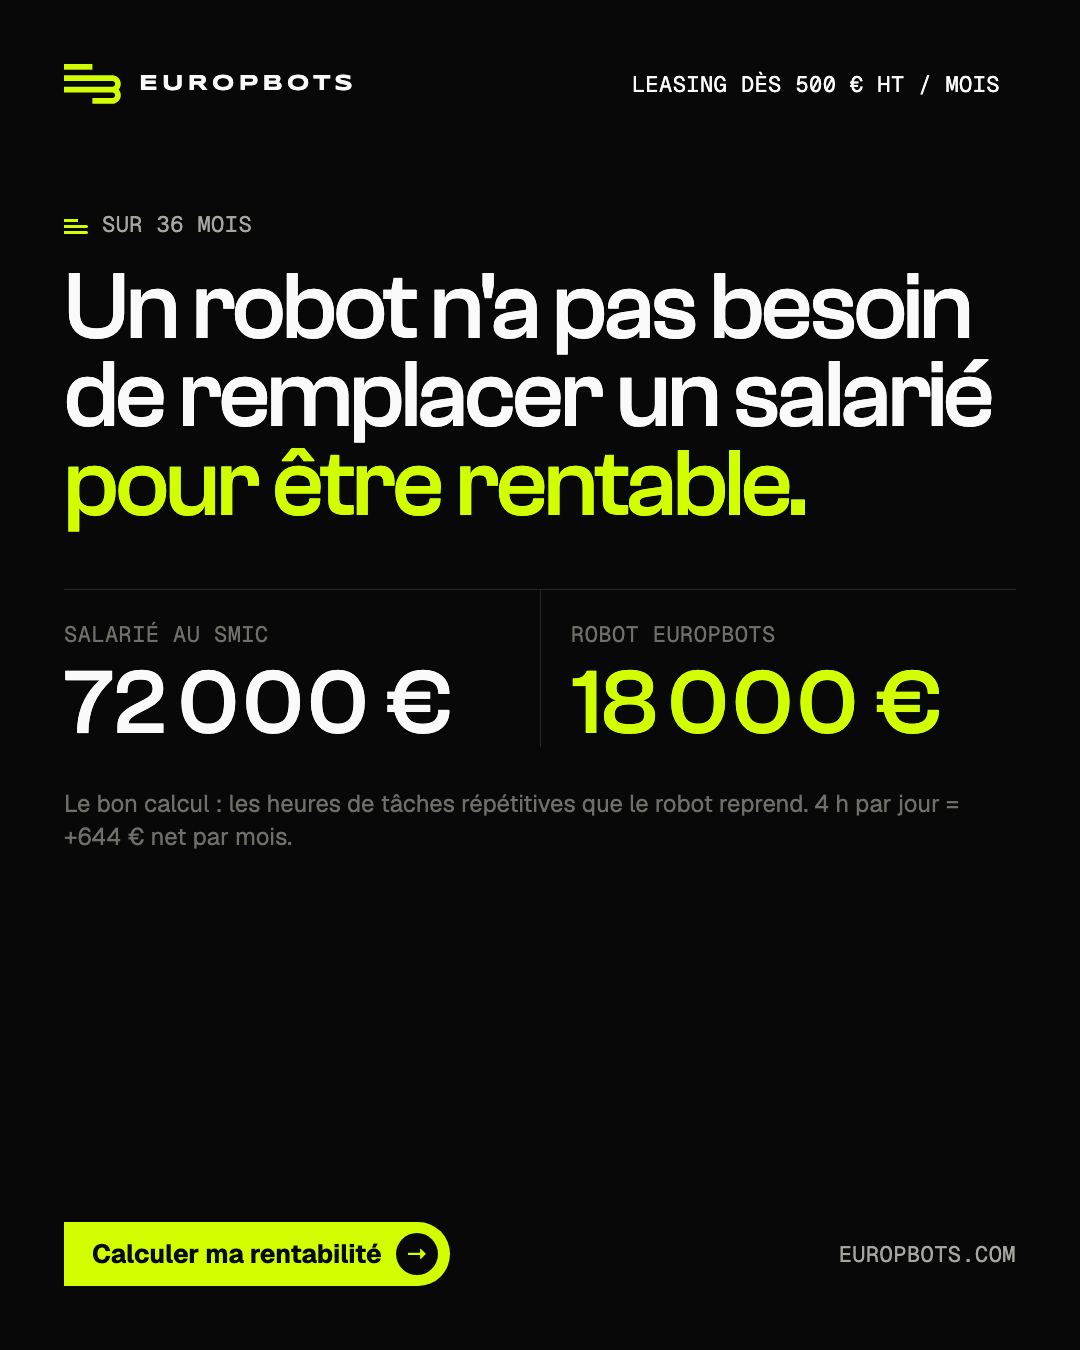 EUROPBOTS
LEASING DÈS 500 € HT / MOIS
SUR 36 MOIS
Un robot n'a pas besoin
de remplacer un salarié
pour être rentable.
SALARIÉ AU SMIC
72 000 €
ROBOT EUROPBOTS
18 000 €
Le bon calcul : les heures de tâches répétitives que le robot reprend. 4 h par jour =
+644 € net par mois.
Calculer ma rentabilité →
EUROPBOTS.COM